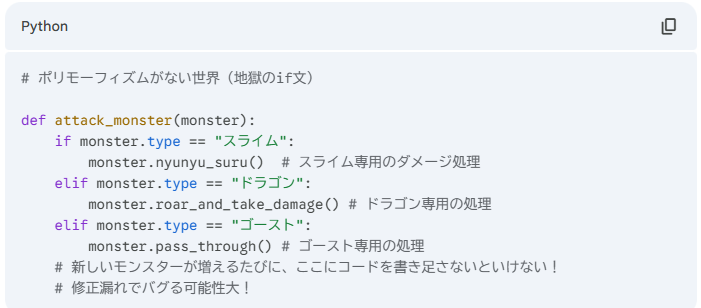 Python
# ポリモーフィズムがない世界（地獄のif文）
def attack_monster(monster):
    if monster.type == "スライム":
        monster.nyunyu_suru()  # スライム専用のダメージ処理
    elif monster.type == "ドラゴン":
        monster.roar_and_take_damage() # ドラゴン専用の処理
    elif monster.type == "ゴースト":
        monster.pass_through() # ゴースト専用の処理
    # 新しいモンスターが増えるたびに、ここにコードを書き足さないといけない！
    # 修正漏れでバグる可能性大！